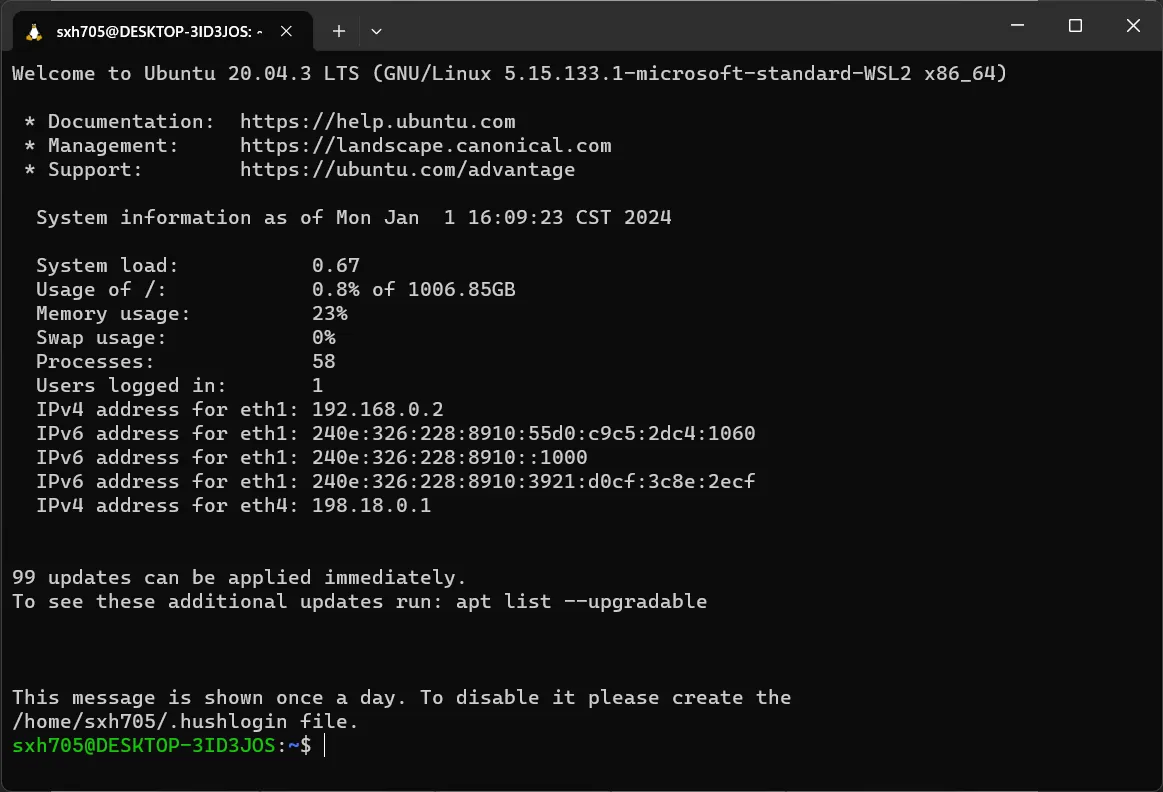 sxh705@DESKTOP-3ID3JOS: ~
Welcome to Ubuntu 20.04.3 LTS (GNU/Linux 5.15.133.1-microsoft-standard-WSL2 x86_64)
* Documentation:  https://help.ubuntu.com
* Management:     https://landscape.canonical.com
* Support:        https://ubuntu.com/advantage
System information as of Mon Jan  1 16:09:23 CST 2024
System load:           0.67
Usage of /:            0.8% of 1006.85GB
Memory usage:          23%
Swap usage:            0%
Processes:             58
Users logged in:       1
IPv4 address for eth1: 192.168.0.2
IPv6 address for eth1: 240e:326:228:8910:55d0:c9c5:2dc4:1060
IPv6 address for eth1: 240e:326:228:8910::1000
IPv6 address for eth1: 240e:326:228:8910:3921:d0cf:3c8e:2ecf
IPv4 address for eth4: 198.18.0.1
99 updates can be applied immediately.
To see these additional updates run: apt list --upgradable
This message is shown once a day. To disable it please create the
/home/sxh705/.hushlogin file.
sxh705@DESKTOP-3ID3JOS:~$